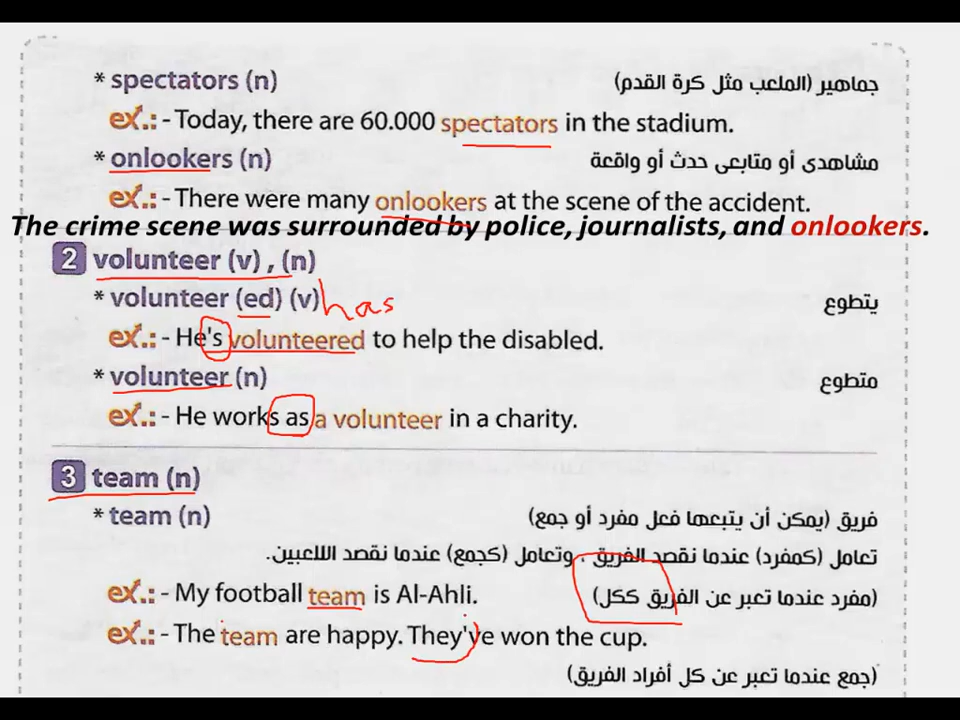 * spectators (n) جماهير (الملعب مثل كرة القدم)
ex.: - Today, there are 60.000 spectators in the stadium.
* onlookers (n) مشاهدى أو متابعى حدث أو واقعة
ex.: - There were many onlookers at the scene of the accident.
The crime scene was surrounded by police, journalists, and onlookers.
2 volunteer (v) , (n)
* volunteer (ed) (v) has يتطوع
ex.: - He's volunteered to help the disabled.
* volunteer (n) متطوع
ex.: - He works as a volunteer in a charity.
3 team (n)
* team (n) فريق (يمكن أن يتبعها فعل مفرد أو جمع)
تعامل (كمفرد) عندما نقصد الفريق ، وتعامل (كجمع) عندما نقصد اللاعبين.
ex.: - My football team is Al-Ahli. (مفرد عندما تعبر عن الفريق ككل)
ex.: - The team are happy. They've won the cup.
(جمع عندما تعبر عن كل أفراد الفريق)